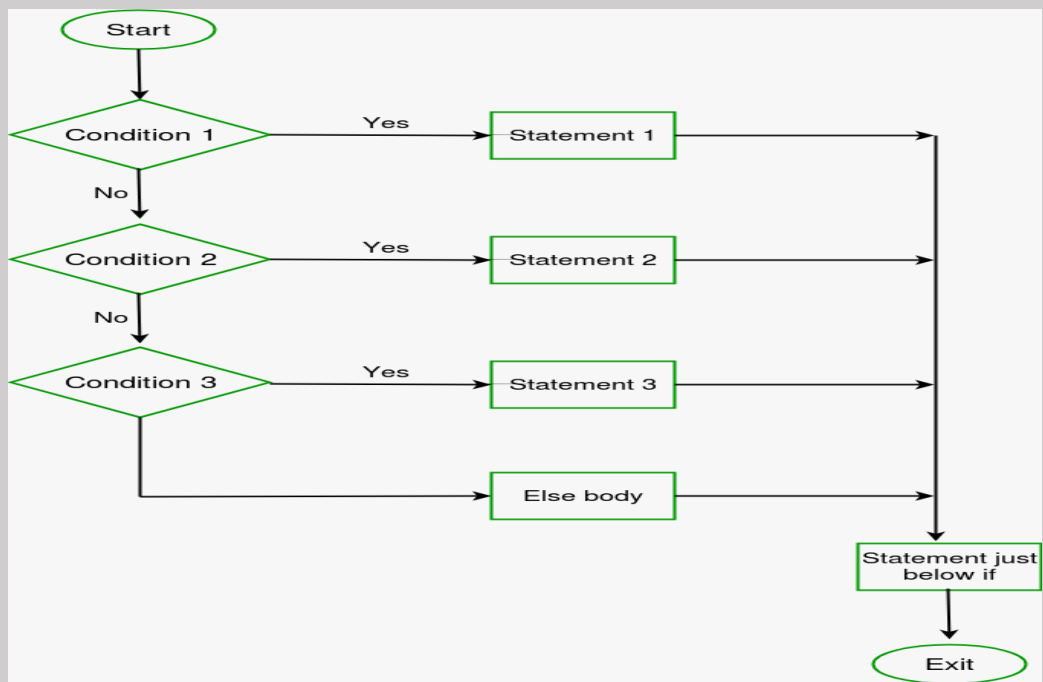 Start
Condition 1
Yes
Statement 1
No
Condition 2
Yes
Statement 2
No
Condition 3
Yes
Statement 3
Else body
Statement just
below if
Exit